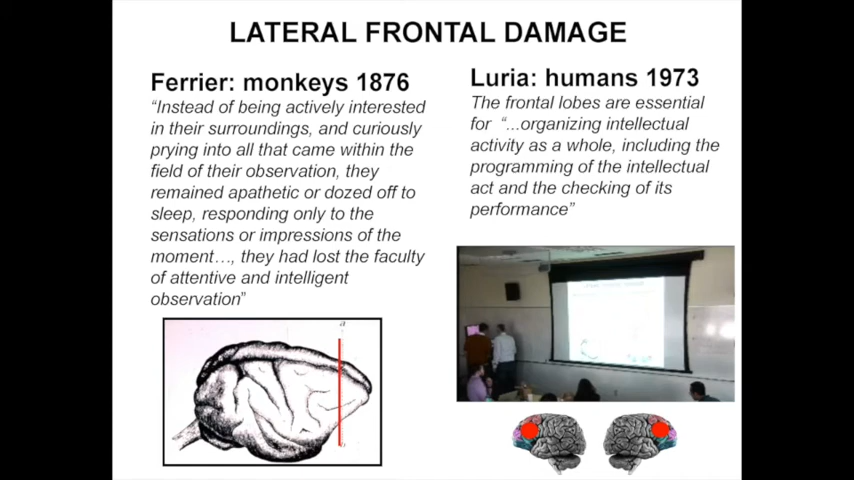 LATERAL FRONTAL DAMAGE
Ferrier: monkeys 1876
“Instead of being actively interested
in their surroundings, and curiously
prying into all that came within the
field of their observation, they
remained apathetic or dozed off to
sleep, responding only to the
sensations or impressions of the
moment…, they had lost the faculty
of attentive and intelligent
observation”
Luria: humans 1973
The frontal lobes are essential
for “...organizing intellectual
activity as a whole, including the
programming of the intellectual
act and the checking of its
performance”
a
b